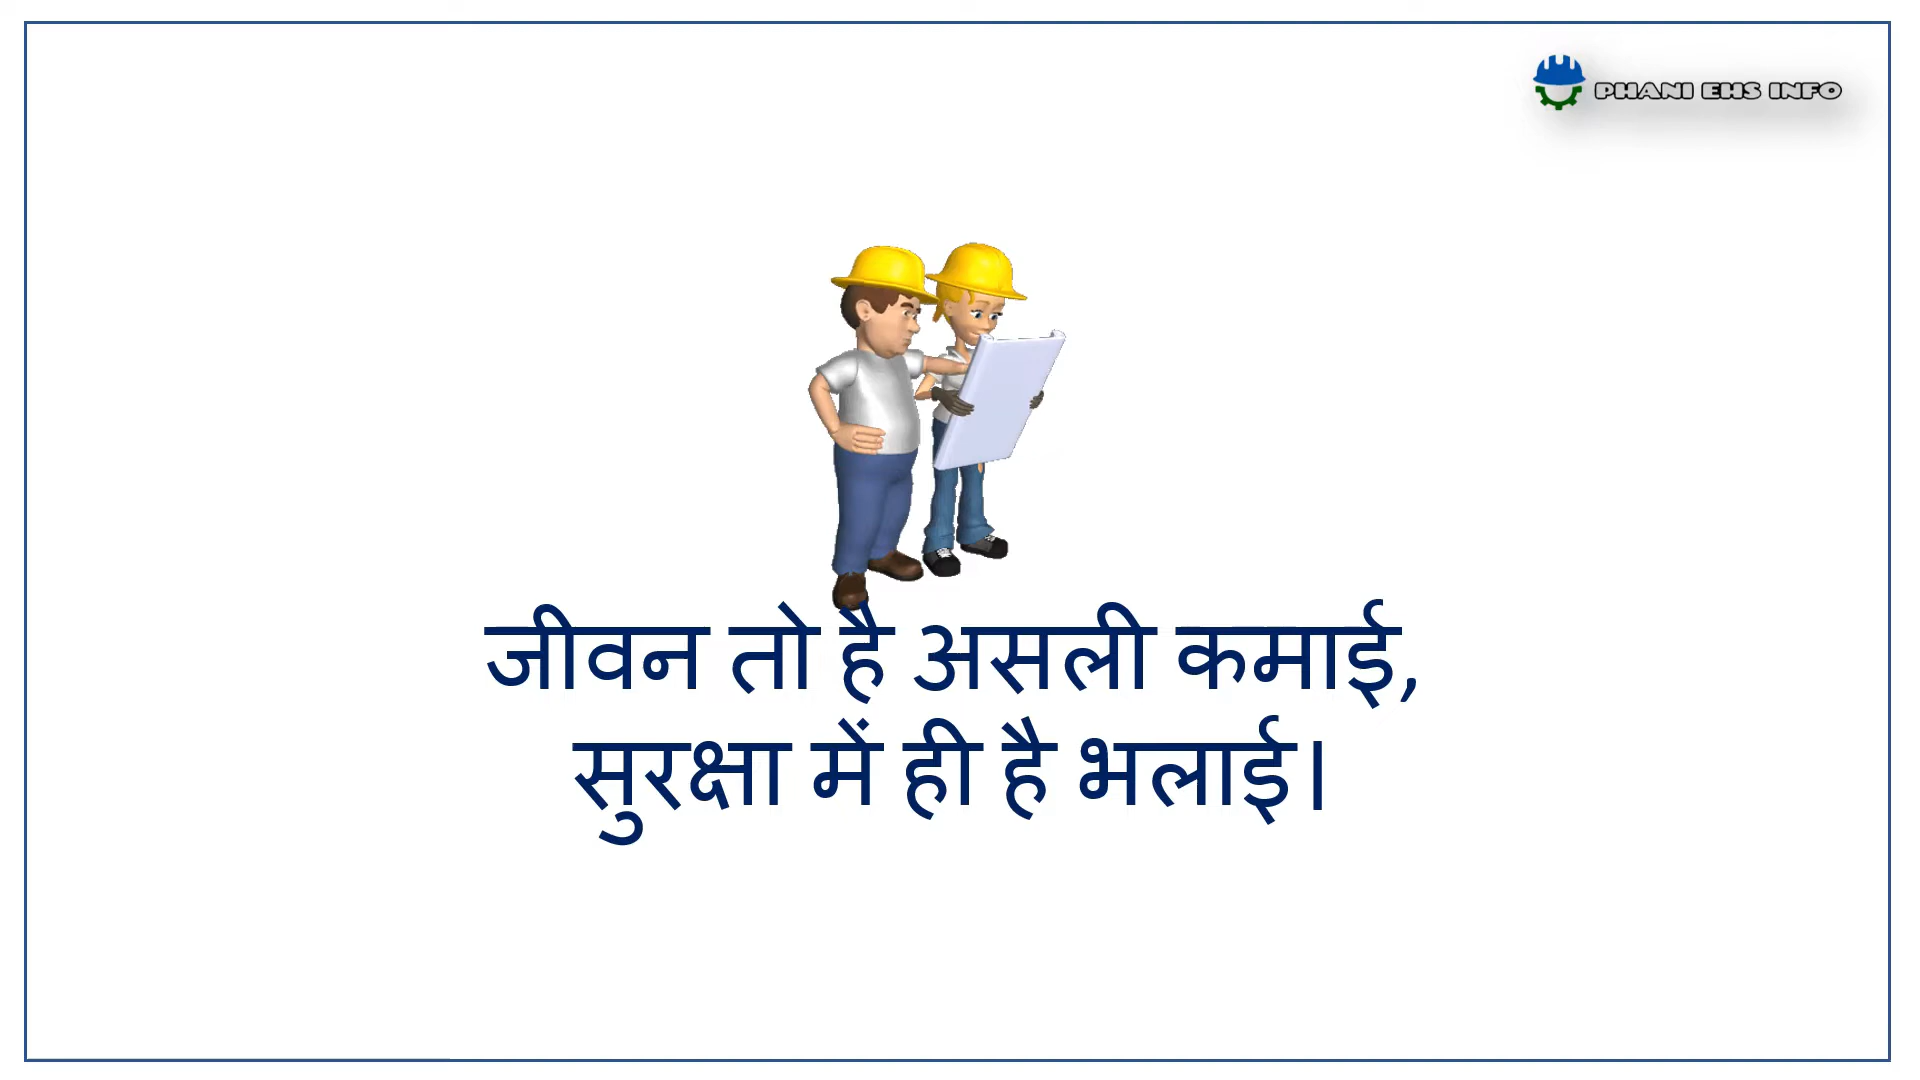 PHANI EHS INFO
जीवन तो है असली कमाई,
सुरक्षा में ही है भलाई।